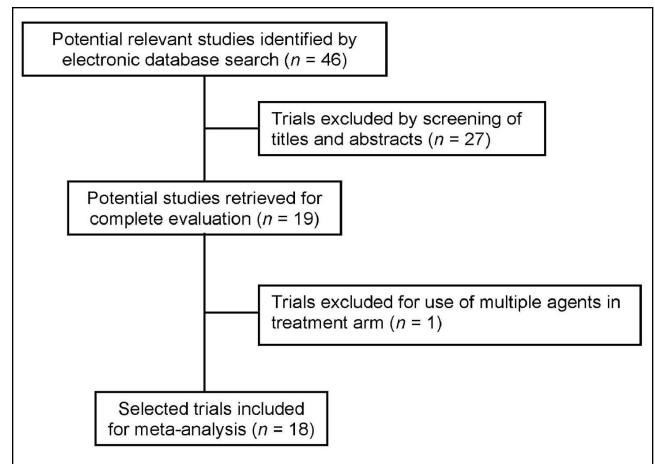 Potential relevant studies identified by
electronic database search (n = 46)
Trials excluded by screening of
titles and abstracts (n = 27)
Potential studies retrieved for
complete evaluation (n = 19)
Trials excluded for use of multiple agents in
treatment arm (n = 1)
Selected trials included
for meta-analysis (n = 18)